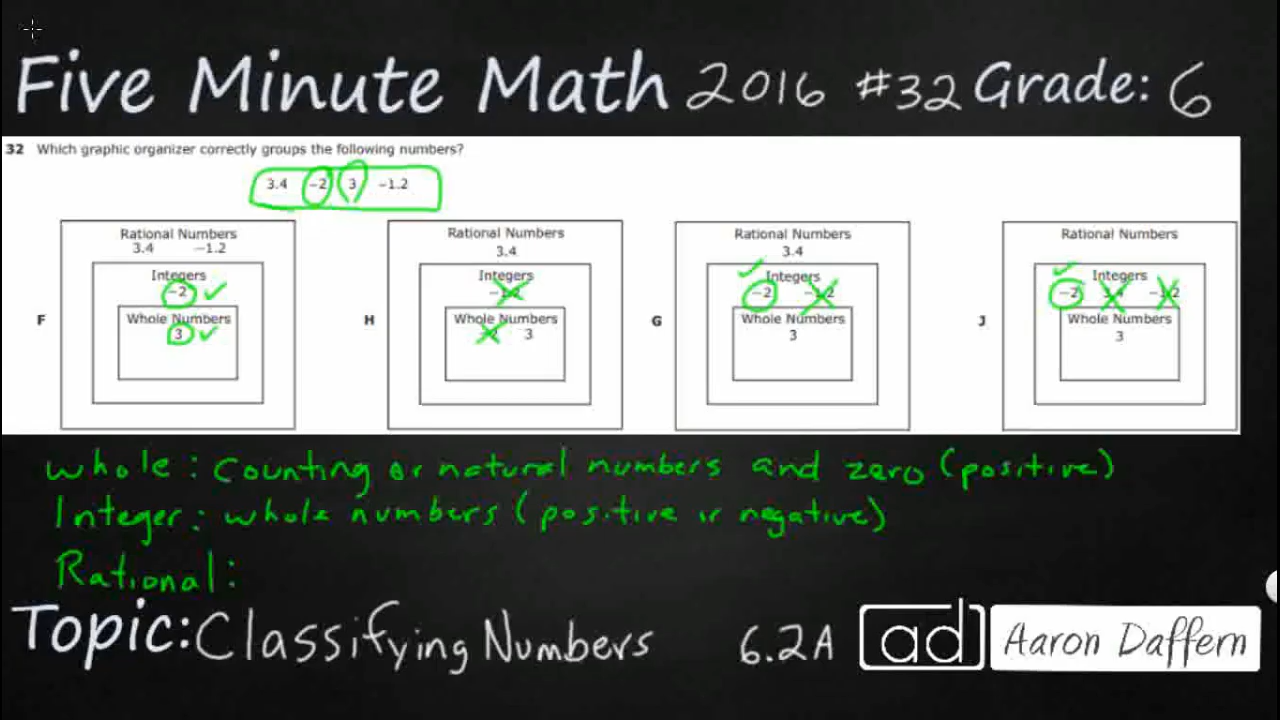 Five Minute Math 2016 #32 Grade: 6
32 Which graphic organizer correctly groups the following numbers?
3.4 −2 3 −1.2
F
Rational Numbers
3.4 −1.2
Integers
−2
Whole Numbers
3
H
Rational Numbers
3.4
Integers
−1.2
Whole Numbers
−2 3
G
Rational Numbers
3.4
Integers
−2 −1.2
Whole Numbers
3
J
Rational Numbers
Integers
−2 3.4 −1.2
Whole Numbers
3
whole: Counting or natural numbers and zero (positive)
Integer: whole numbers (positive or negative)
Rational:
Topic: Classifying Numbers 6.2A ad Aaron Daffern